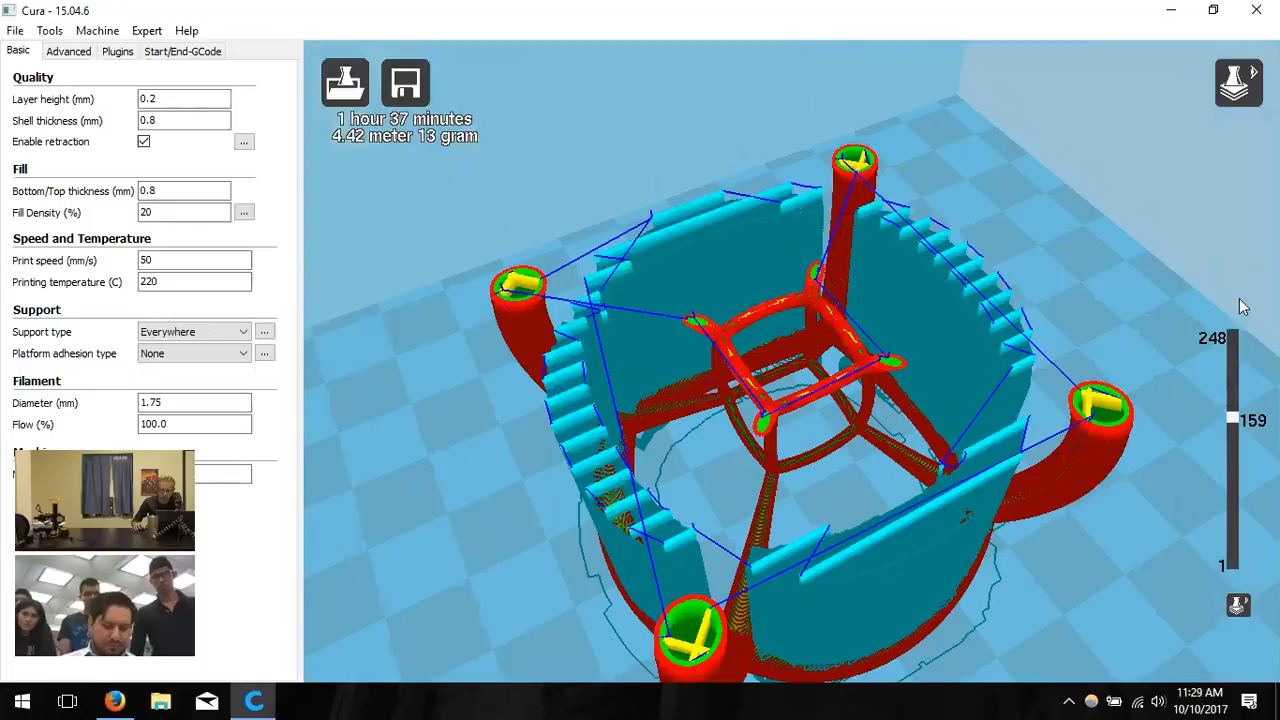 Cura - 15.04.6
File Tools Machine Expert Help
Basic Advanced Plugins Start/End-GCode
Quality
Layer height (mm) 0.2
Shell thickness (mm) 0.8
Enable retraction ...
Fill
Bottom/Top thickness (mm) 0.8
Fill Density (%) 20 ...
Speed and Temperature
Print speed (mm/s) 50
Printing temperature (C) 220
Support
Support type Everywhere ...
Platform adhesion type None ...
Filament
Diameter (mm) 1.75
Flow (%) 100.0
1 hour 37 minutes
4.42 meter 13 gram
248
159
1
11:29 AM
10/10/2017